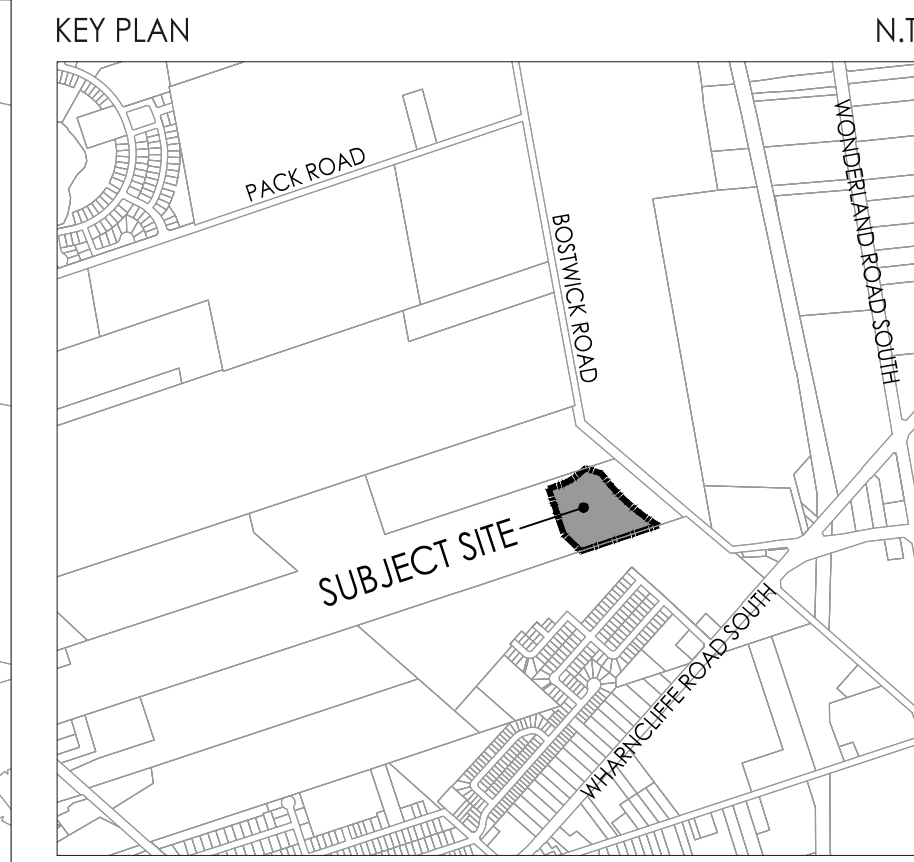 KEY PLAN
N.T
PACK ROAD
BOSTWICK ROAD
WONDERLAND ROAD SOUTH
SUBJECT SITE
WHARNCLIFFE ROAD SOUTH